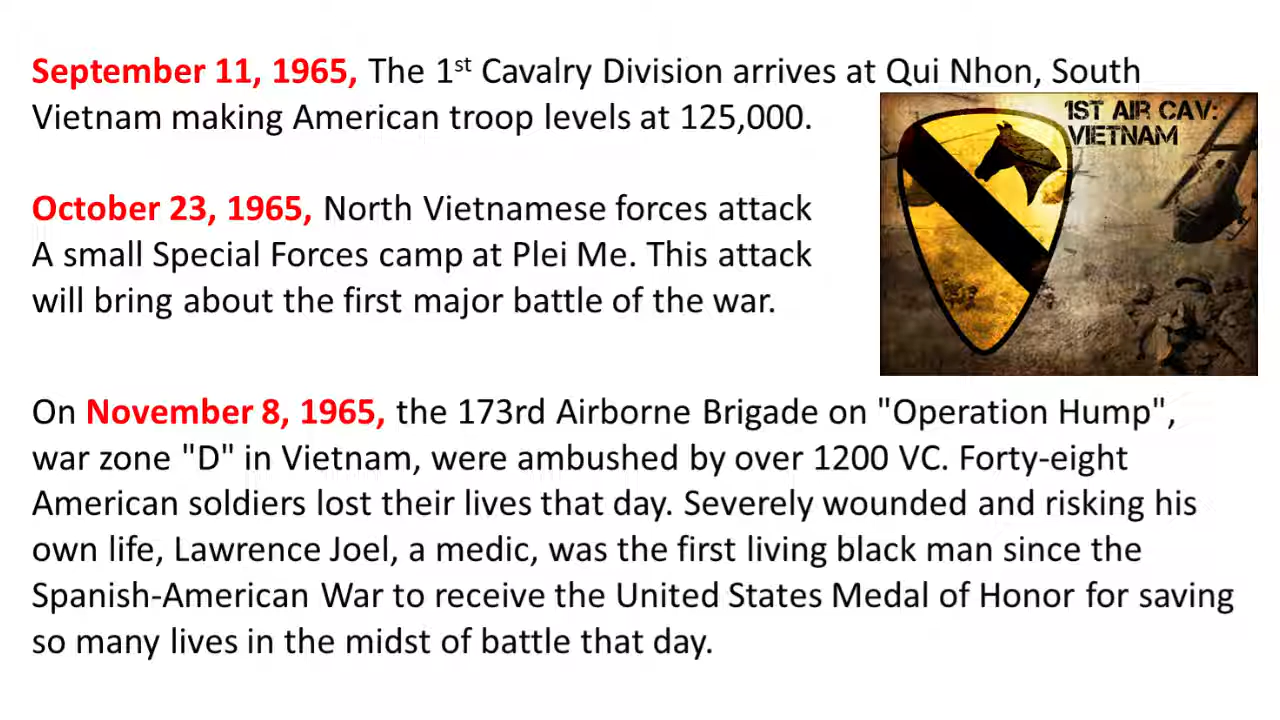 September 11, 1965, The 1st Cavalry Division arrives at Qui Nhon, South
Vietnam making American troop levels at 125,000.
1ST AIR CAV:
VIETNAM
October 23, 1965, North Vietnamese forces attack
A small Special Forces camp at Plei Me. This attack
will bring about the first major battle of the war.
On November 8, 1965, the 173rd Airborne Brigade on "Operation Hump",
war zone "D" in Vietnam, were ambushed by over 1200 VC. Forty-eight
American soldiers lost their lives that day. Severely wounded and risking his
own life, Lawrence Joel, a medic, was the first living black man since the
Spanish-American War to receive the United States Medal of Honor for saving
so many lives in the midst of battle that day.